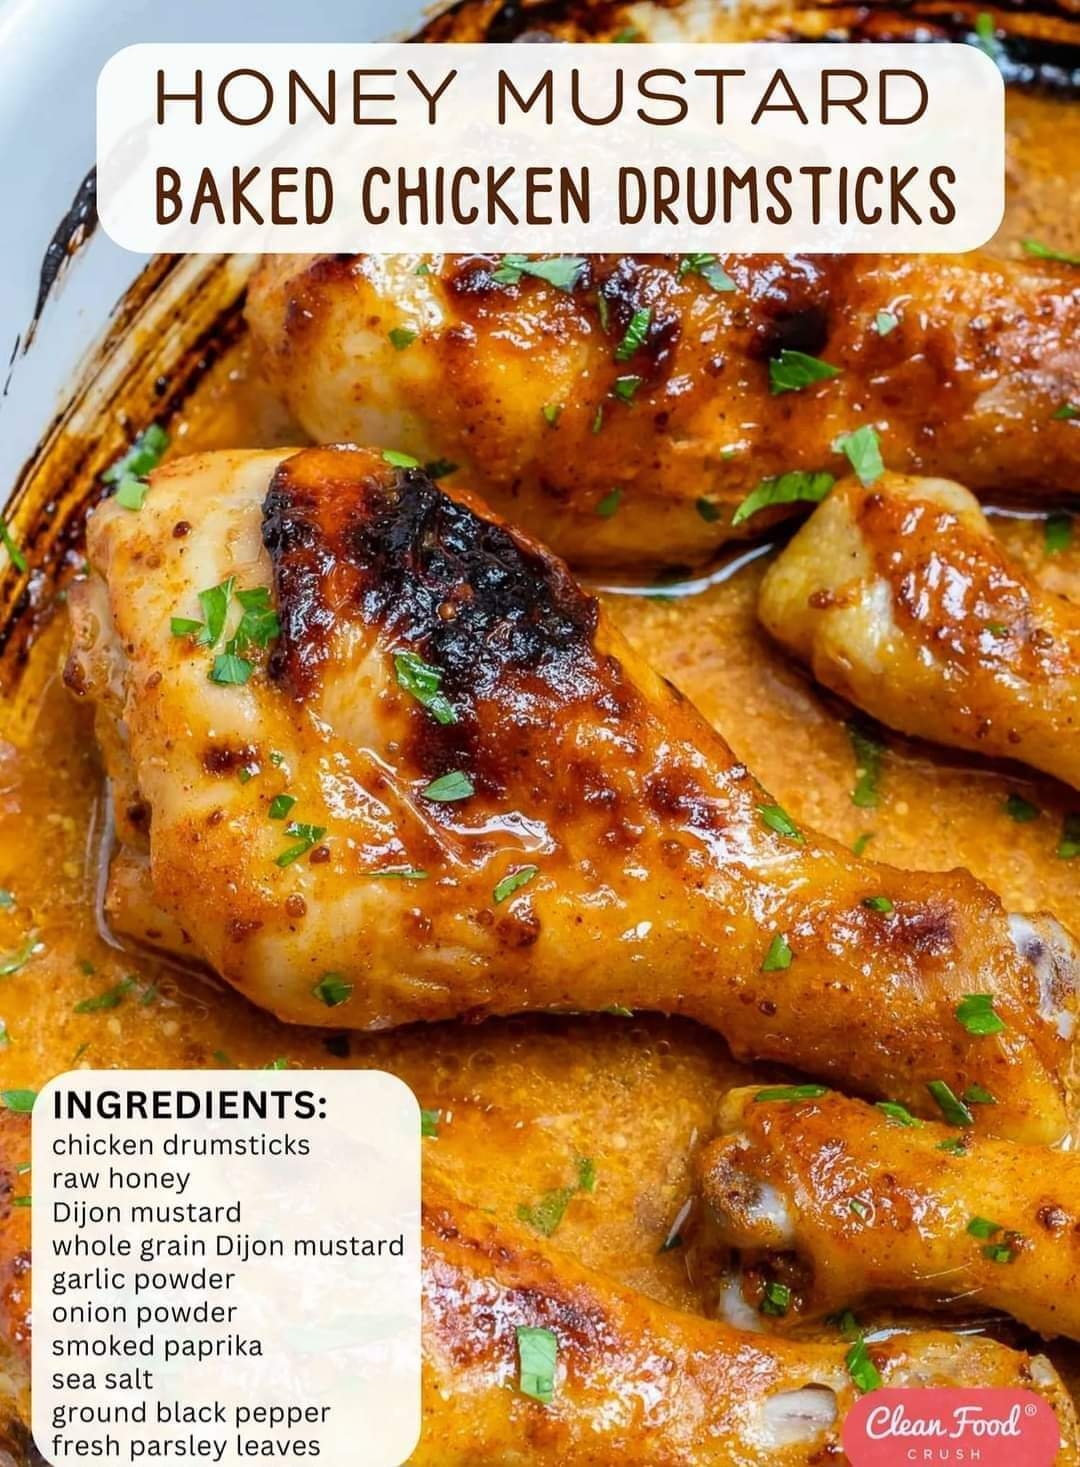 HONEY MUSTARD
BAKED CHICKEN DRUMSTICKS
INGREDIENTS:
chicken drumsticks
raw honey
Dijon mustard
whole grain Dijon mustard
garlic powder
onion powder
smoked paprika
sea salt
ground black pepper
fresh parsley leaves
Clean Food®
CRUSH